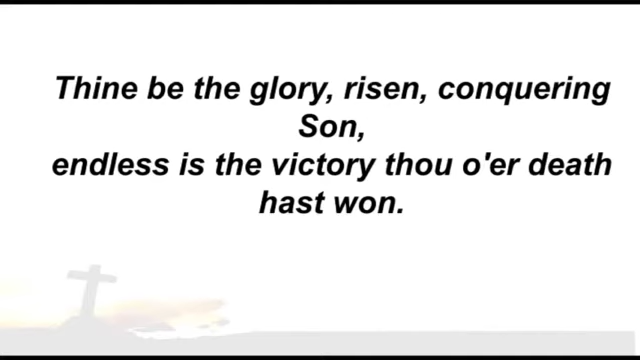 Thine be the glory, risen, conquering
Son,
endless is the victory thou o'er death
hast won.